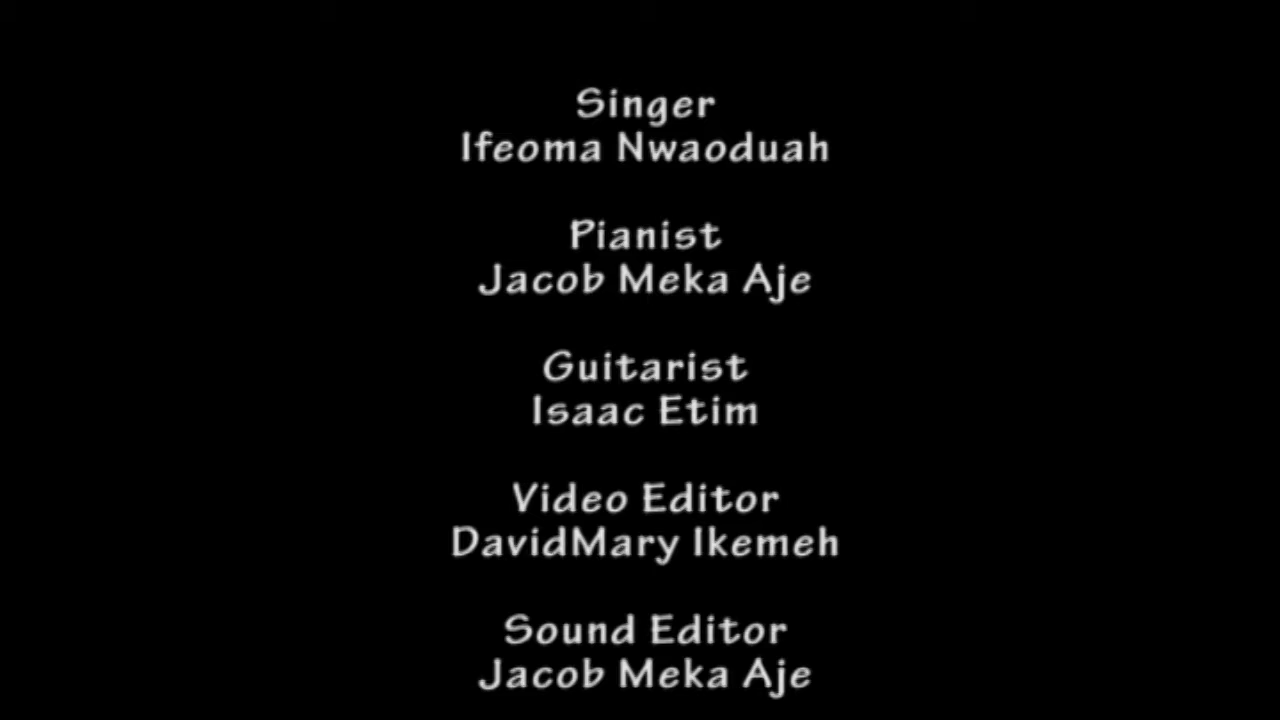 Singer
Ifeoma Nwaoduah
Pianist
Jacob Meka Aje
Guitarist
Isaac Etim
Video Editor
DavidMary Ikemeh
Sound Editor
Jacob Meka Aje